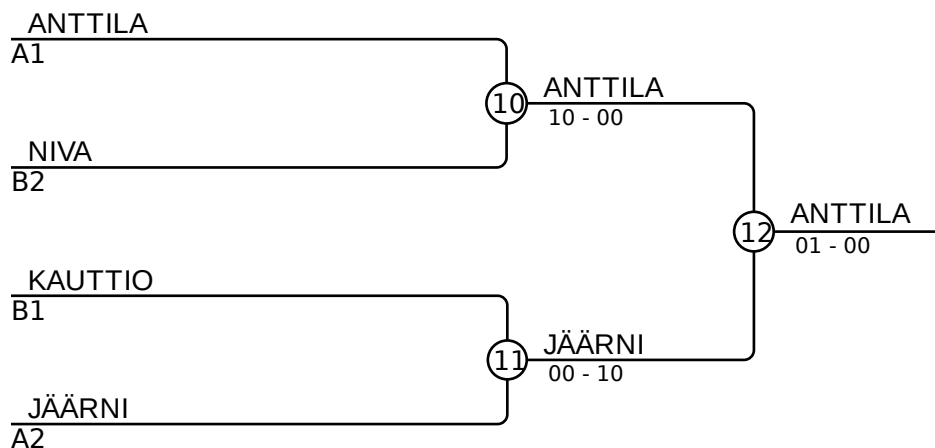 ANTTILA
A1
10
ANTTILA
10 - 00
NIVA
B2
12
ANTTILA
01 - 00
KAUTTIO
B1
11
JÄÄRNI
00 - 10
JÄÄRNI
A2